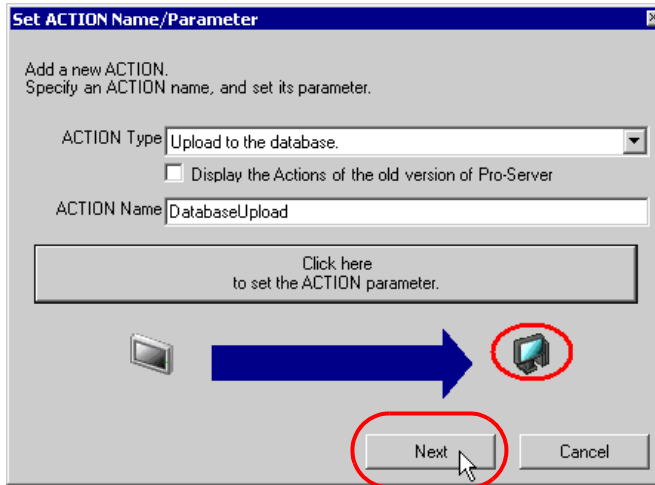 Set ACTION Name/Parameter
Add a new ACTION.
Specify an ACTION name, and set its parameter.
ACTION Type Upload to the database.
Display the Actions of the old version of Pro-Server
ACTION Name DatabaseUpload
Click here
to set the ACTION parameter.
Next Cancel